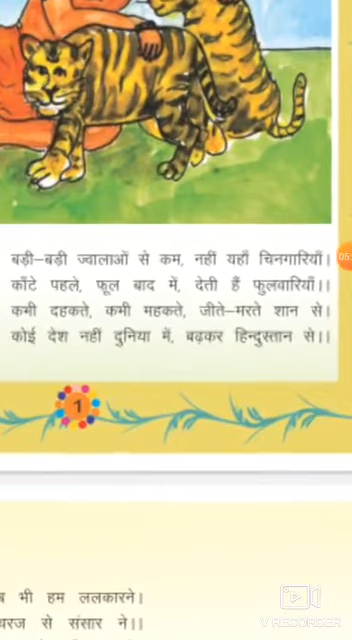 बड़ी–बड़ी ज्वालाओं से कम, नहीं यहाँ चिनगारियाँ।
काँटे पहले, फूल बाद में, देती हैं फुलवारियाँ।।
कभी दहकते, कभी महकते, जीते–मरते शान से।
कोई देश नहीं दुनिया में, बढ़कर हिन्दुस्तान से।।
1
भी हम ललकारने।
से संसार ने।।
V RECORDER